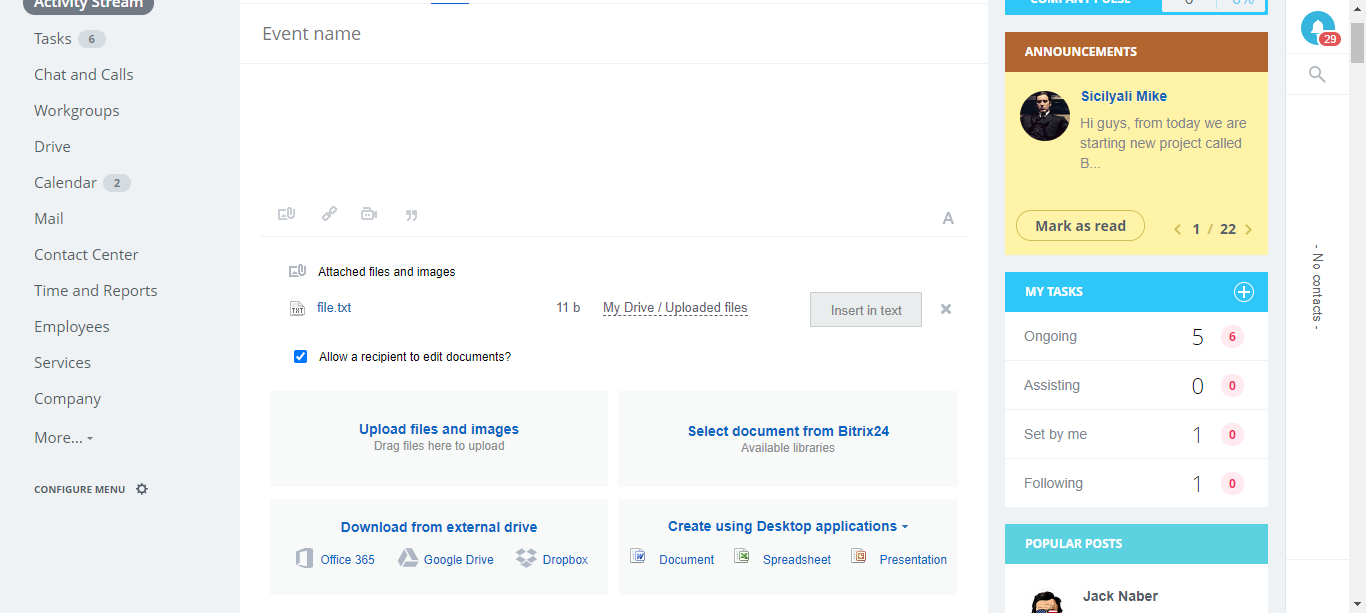 Activity Stream
Tasks 6
Chat and Calls
Workgroups
Drive
Calendar 2
Mail
Contact Center
Time and Reports
Employees
Services
Company
More...
CONFIGURE MENU
Event name
A
Attached files and images
file.txt 11 b My Drive / Uploaded files Insert in text
Allow a recipient to edit documents?
Upload files and images
Drag files here to upload
Select document from Bitrix24
Available libraries
Download from external drive
Office 365 Google Drive Dropbox
Create using Desktop applications
Document Spreadsheet Presentation
COMPANY PULSE 0 0%
ANNOUNCEMENTS
Sicilyali Mike
Hi guys, from today we are
starting new project called
B...
Mark as read 1 / 22
MY TASKS
Ongoing 5 6
Assisting 0 0
Set by me 1 0
Following 1 0
POPULAR POSTS
Jack Naber
29
- No contacts -